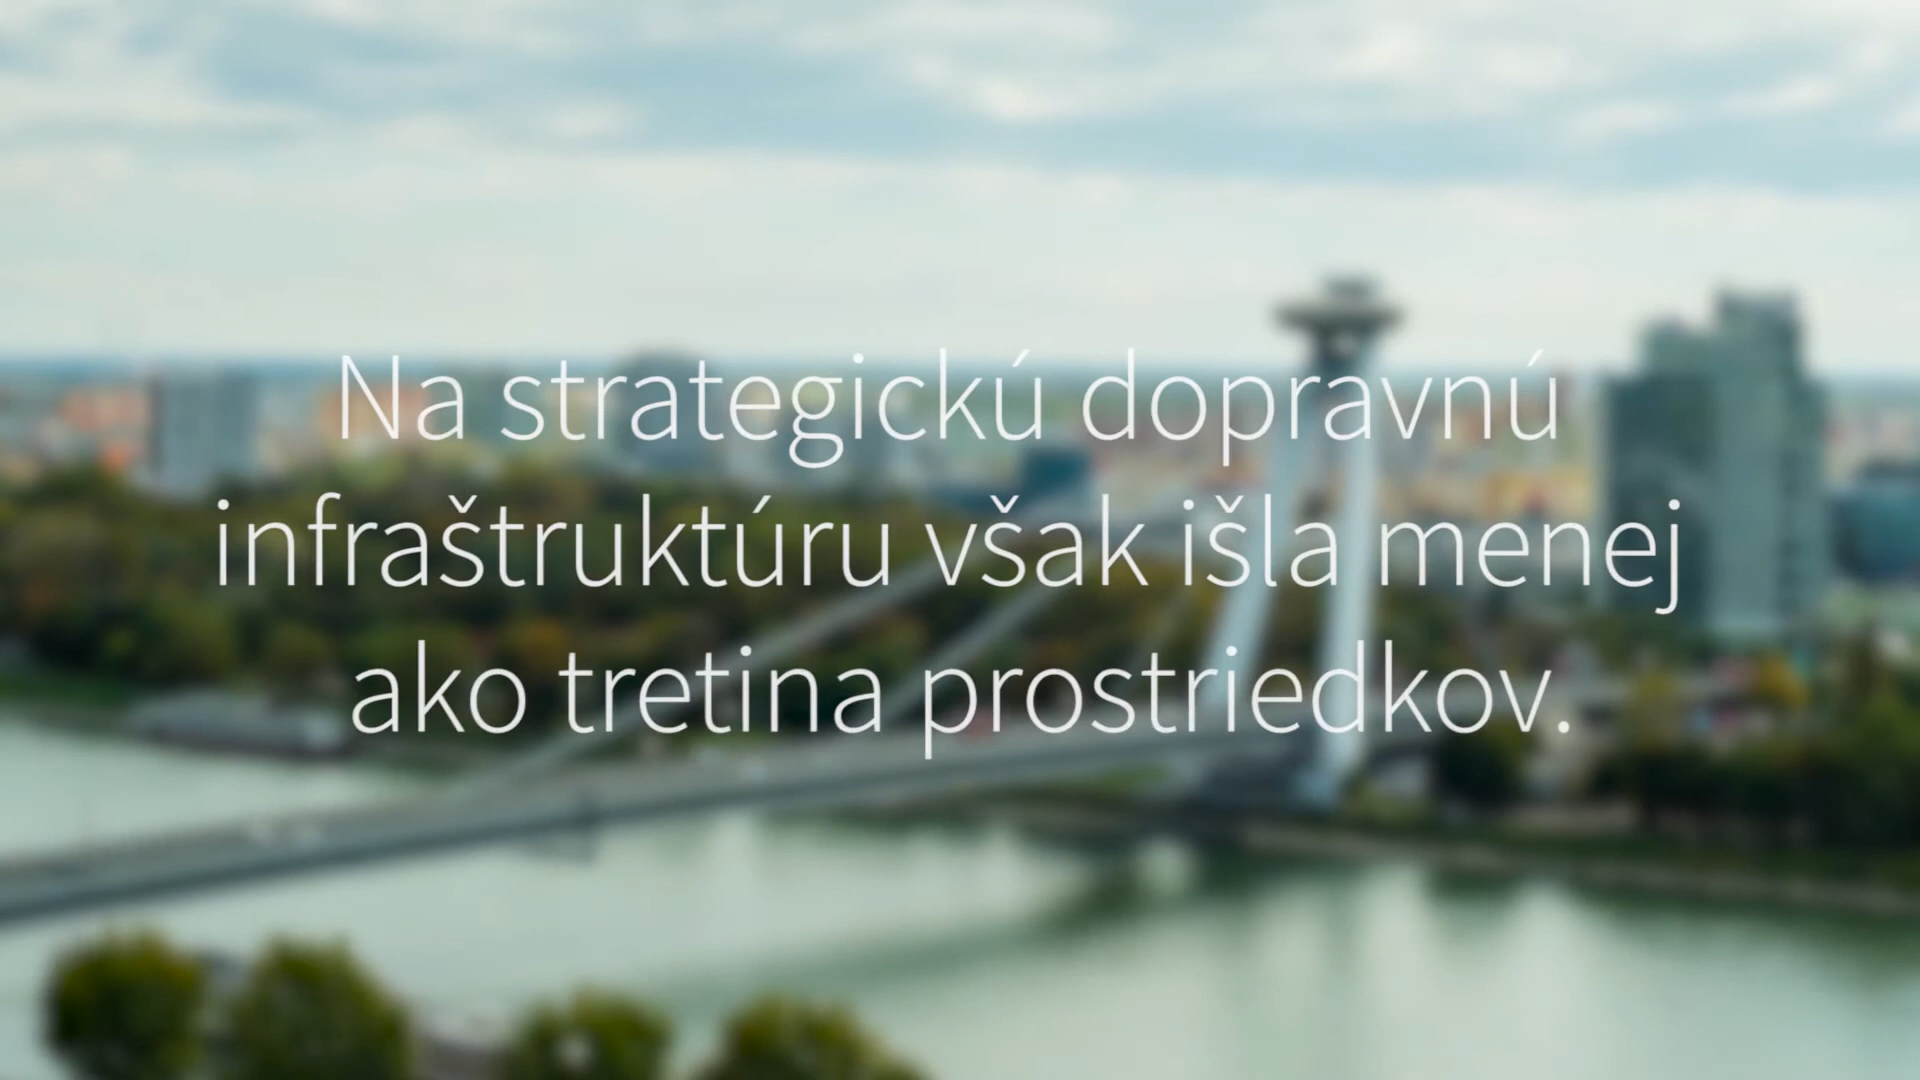 Na strategickú dopravnú
infraštruktúru však išla menej
ako tretina prostriedkov.